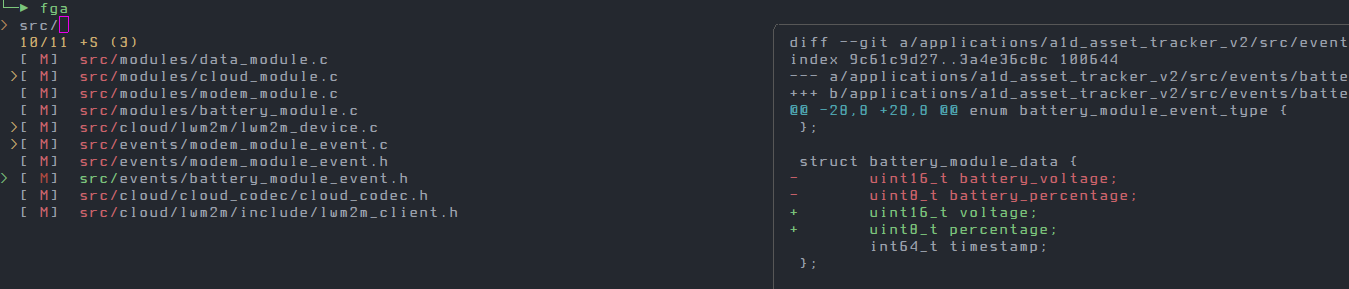 fga
> src/
10/11 +S (3)
[ M] src/modules/data_module.c
>[ M] src/modules/cloud_module.c
[ M] src/modules/modem_module.c
[ M] src/modules/battery_module.c
>[ M] src/cloud/lwm2m/lwm2m_device.c
>[ M] src/events/modem_module_event.c
[ M] src/events/modem_module_event.h
> [ M] src/events/battery_module_event.h
[ M] src/cloud/cloud_codec/cloud_codec.h
[ M] src/cloud/lwm2m/include/lwm2m_client.h
diff --git a/applications/a1d_asset_tracker_v2/src/event
index 9c61c9d27..3a4e36c8c 100644
--- a/applications/a1d_asset_tracker_v2/src/events/batte
+++ b/applications/a1d_asset_tracker_v2/src/events/batte
@@ -28,8 +28,8 @@ enum battery_module_event_type {
};
struct battery_module_data {
- uint16_t battery_voltage;
- uint8_t battery_percentage;
+ uint16_t voltage;
+ uint8_t percentage;
int64_t timestamp;
};